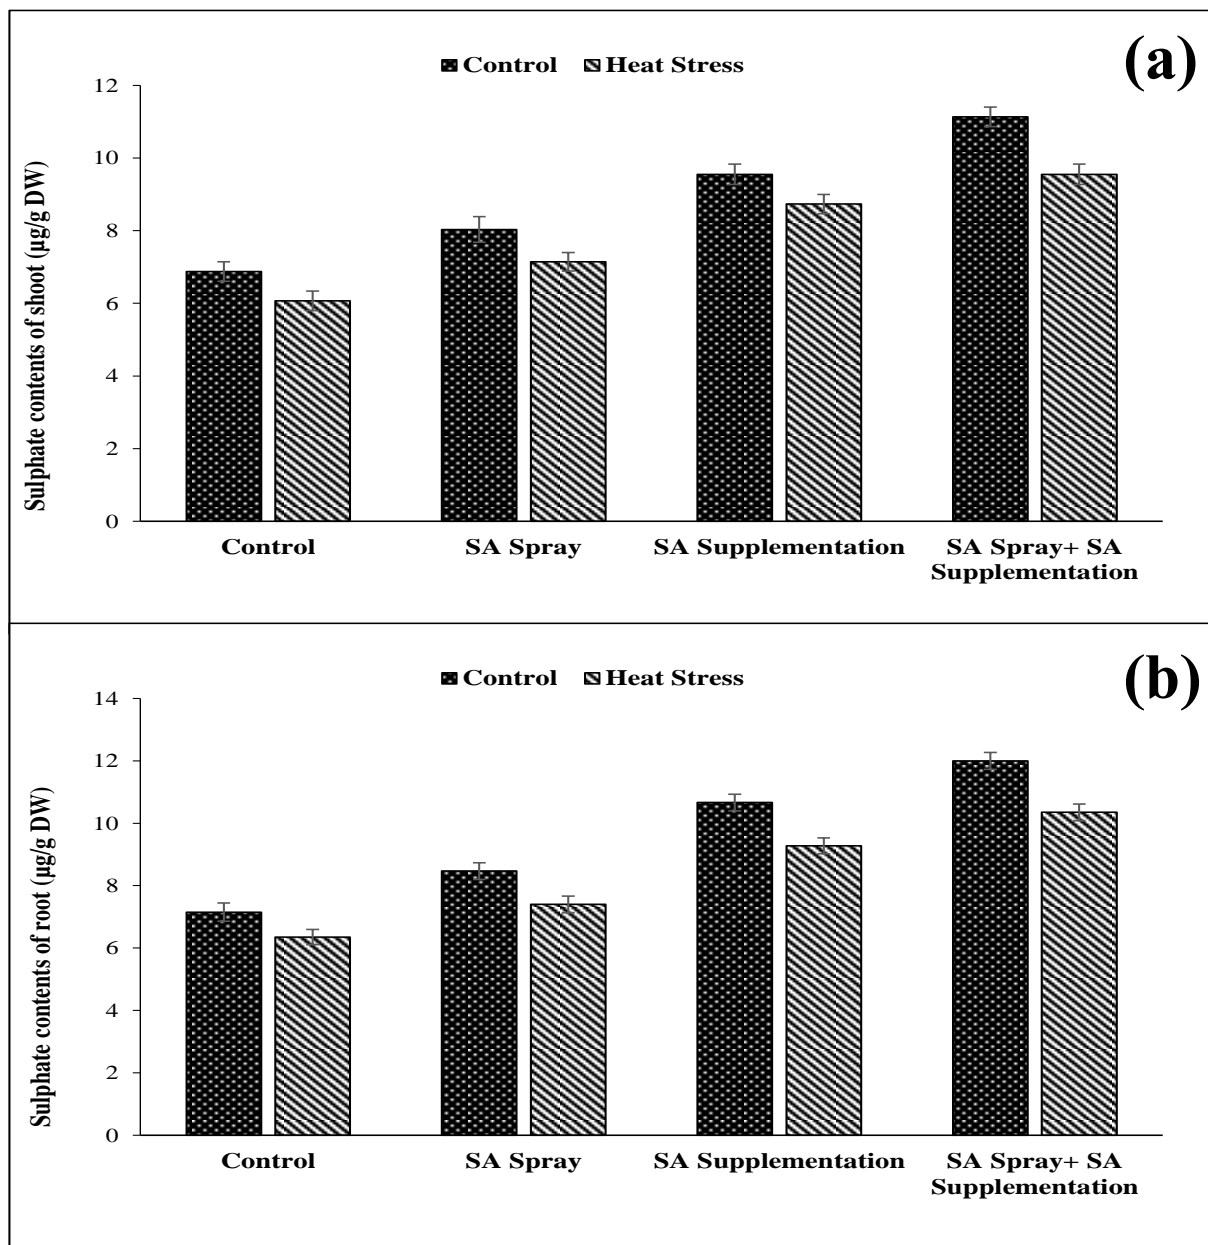 (a)
Control Heat Stress
12
10
8
6
4
2
0
Sulphate contents of shoot (µg/g DW)
Control SA Spray SA Supplementation SA Spray+ SA
Supplementation
(b)
Control Heat Stress
14
12
10
8
6
4
2
0
Sulphate contents of root (µg/g DW)
Control SA Spray SA Supplementation SA Spray+ SA
Supplementation